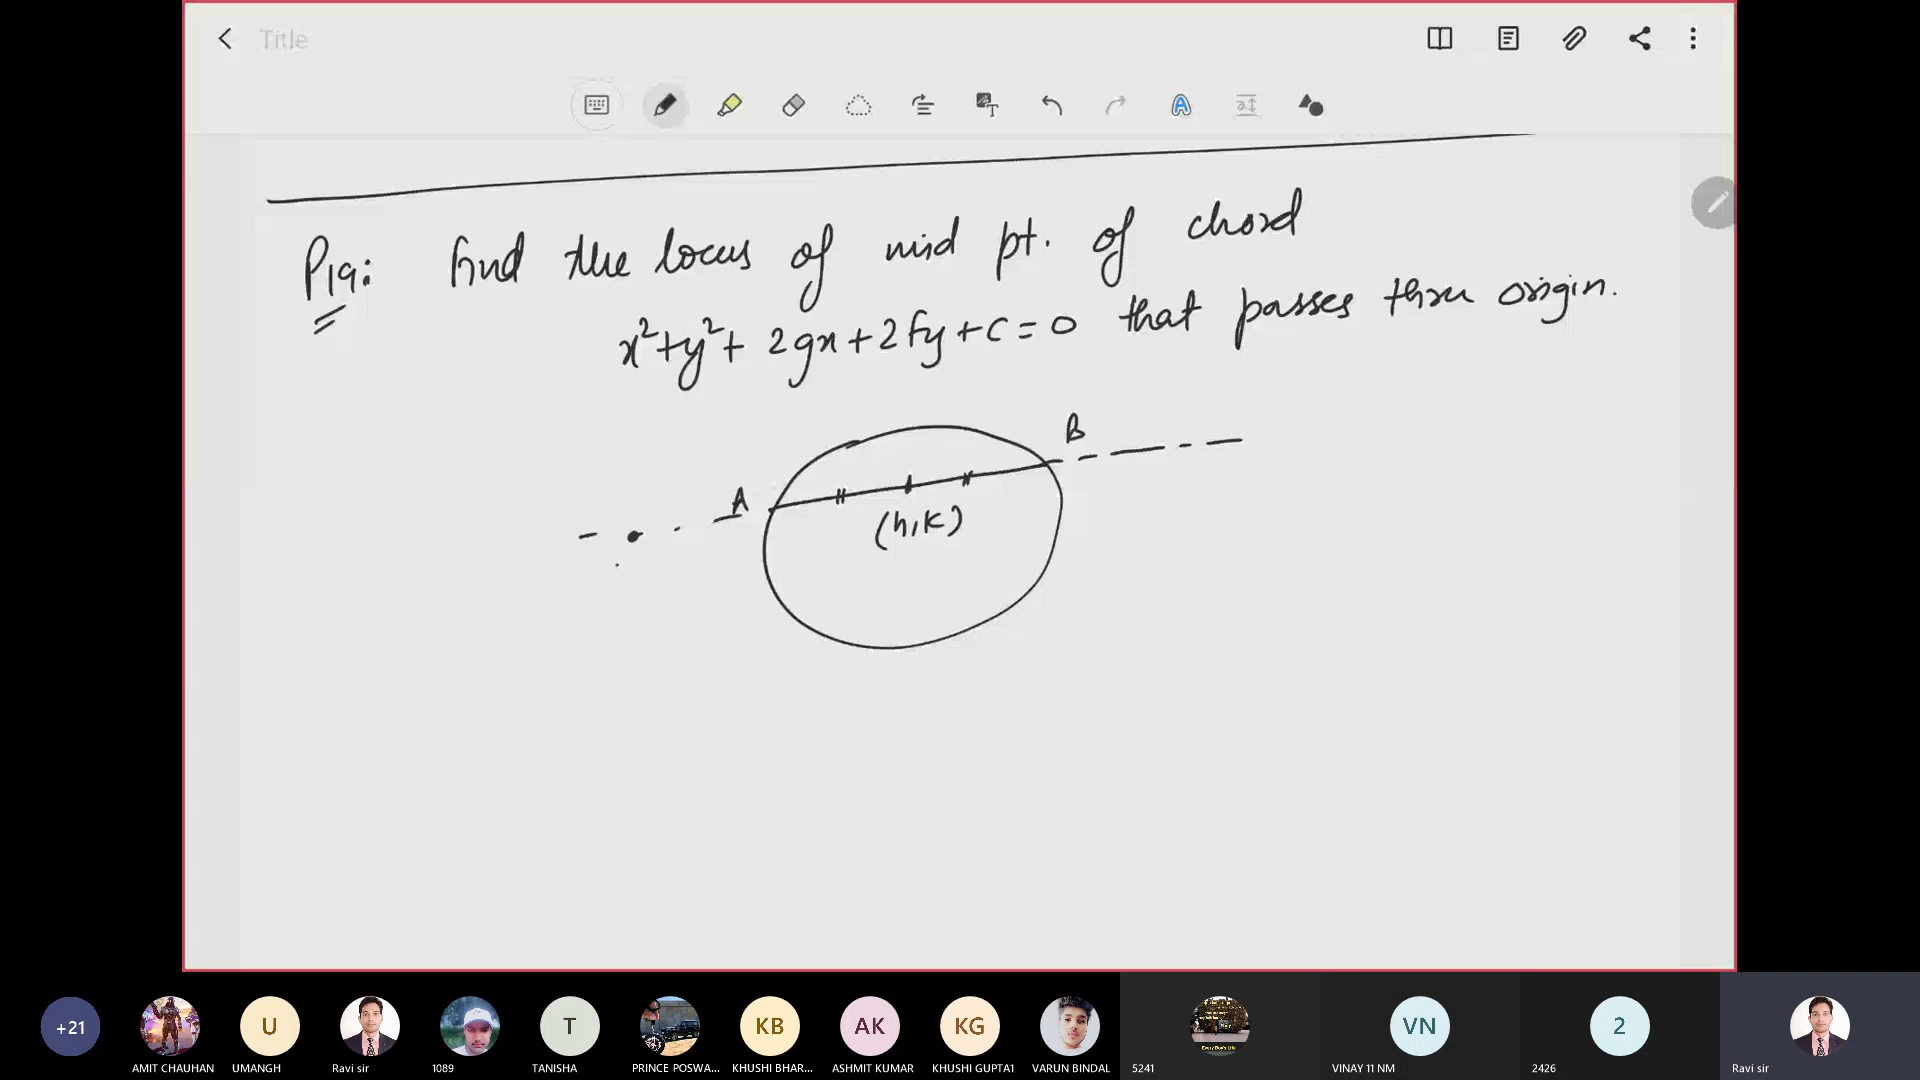 Title
P19: find the locus of mid pt. of chord
x²+y²+ 2gx+2fy+c=0 that passes thru origin.
B
A
(h,k)
+21
U
T
KB
AK
KG
VN
2
AMIT CHAUHAN
UMANGH
Ravi sir
1089
TANISHA
PRINCE POSWA...
KHUSHI BHAR...
ASHMIT KUMAR
KHUSHI GUPTA1
VARUN BINDAL
5241
VINAY 11 NM
2426
Ravi sir